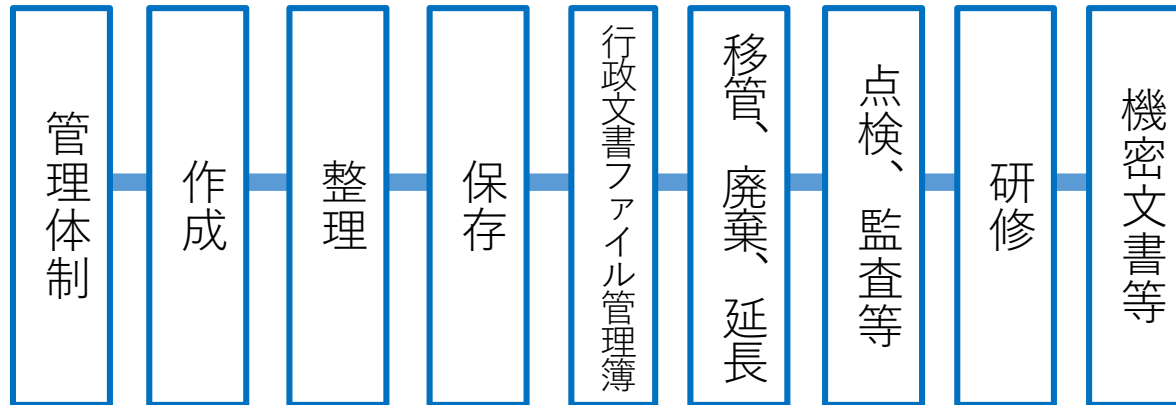 管理体制
作成
整理
保存
行政文書ファイル管理簿
移管、廃棄、延長
点検、監査等
研修
機密文書等